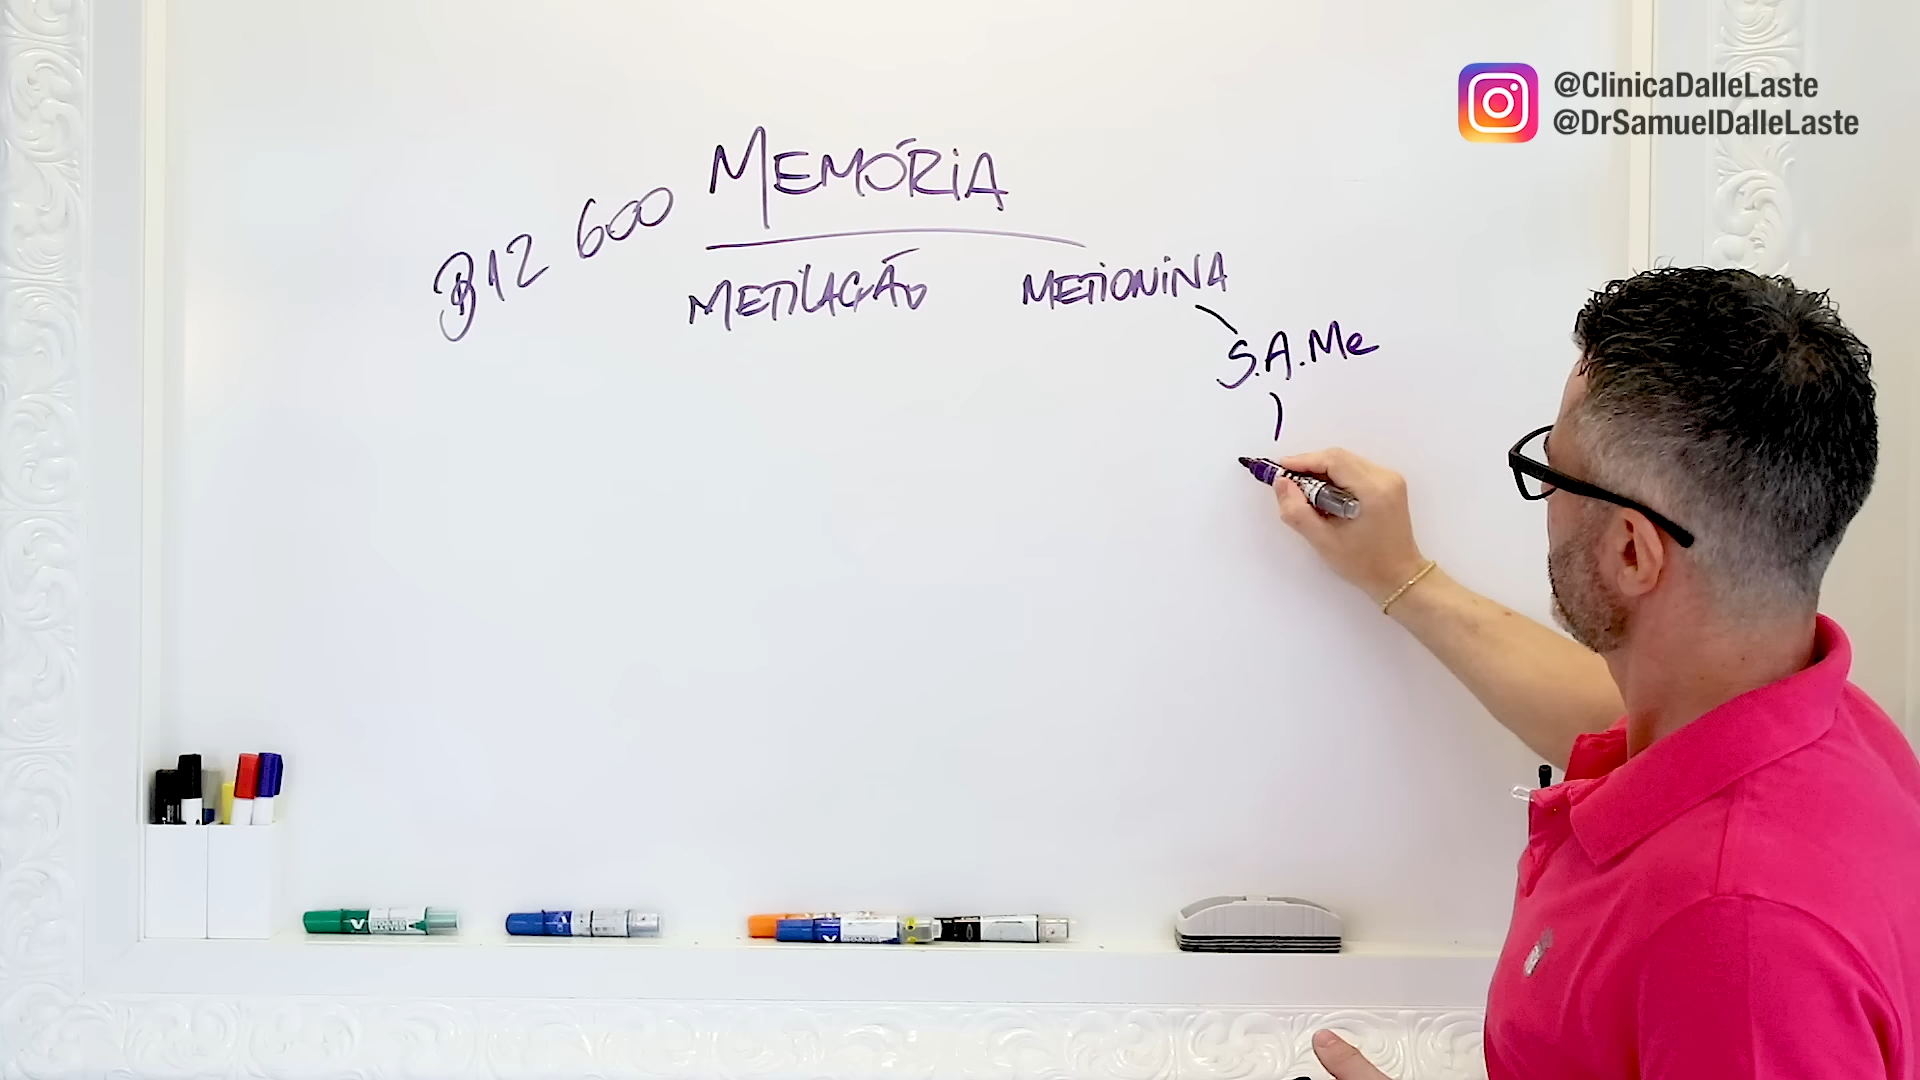 @ClinicaDalleLaste
@DrSamuelDalleLaste
MEMÓRIA
B12 600
METILAÇÃO METIONINA
S.A.Me